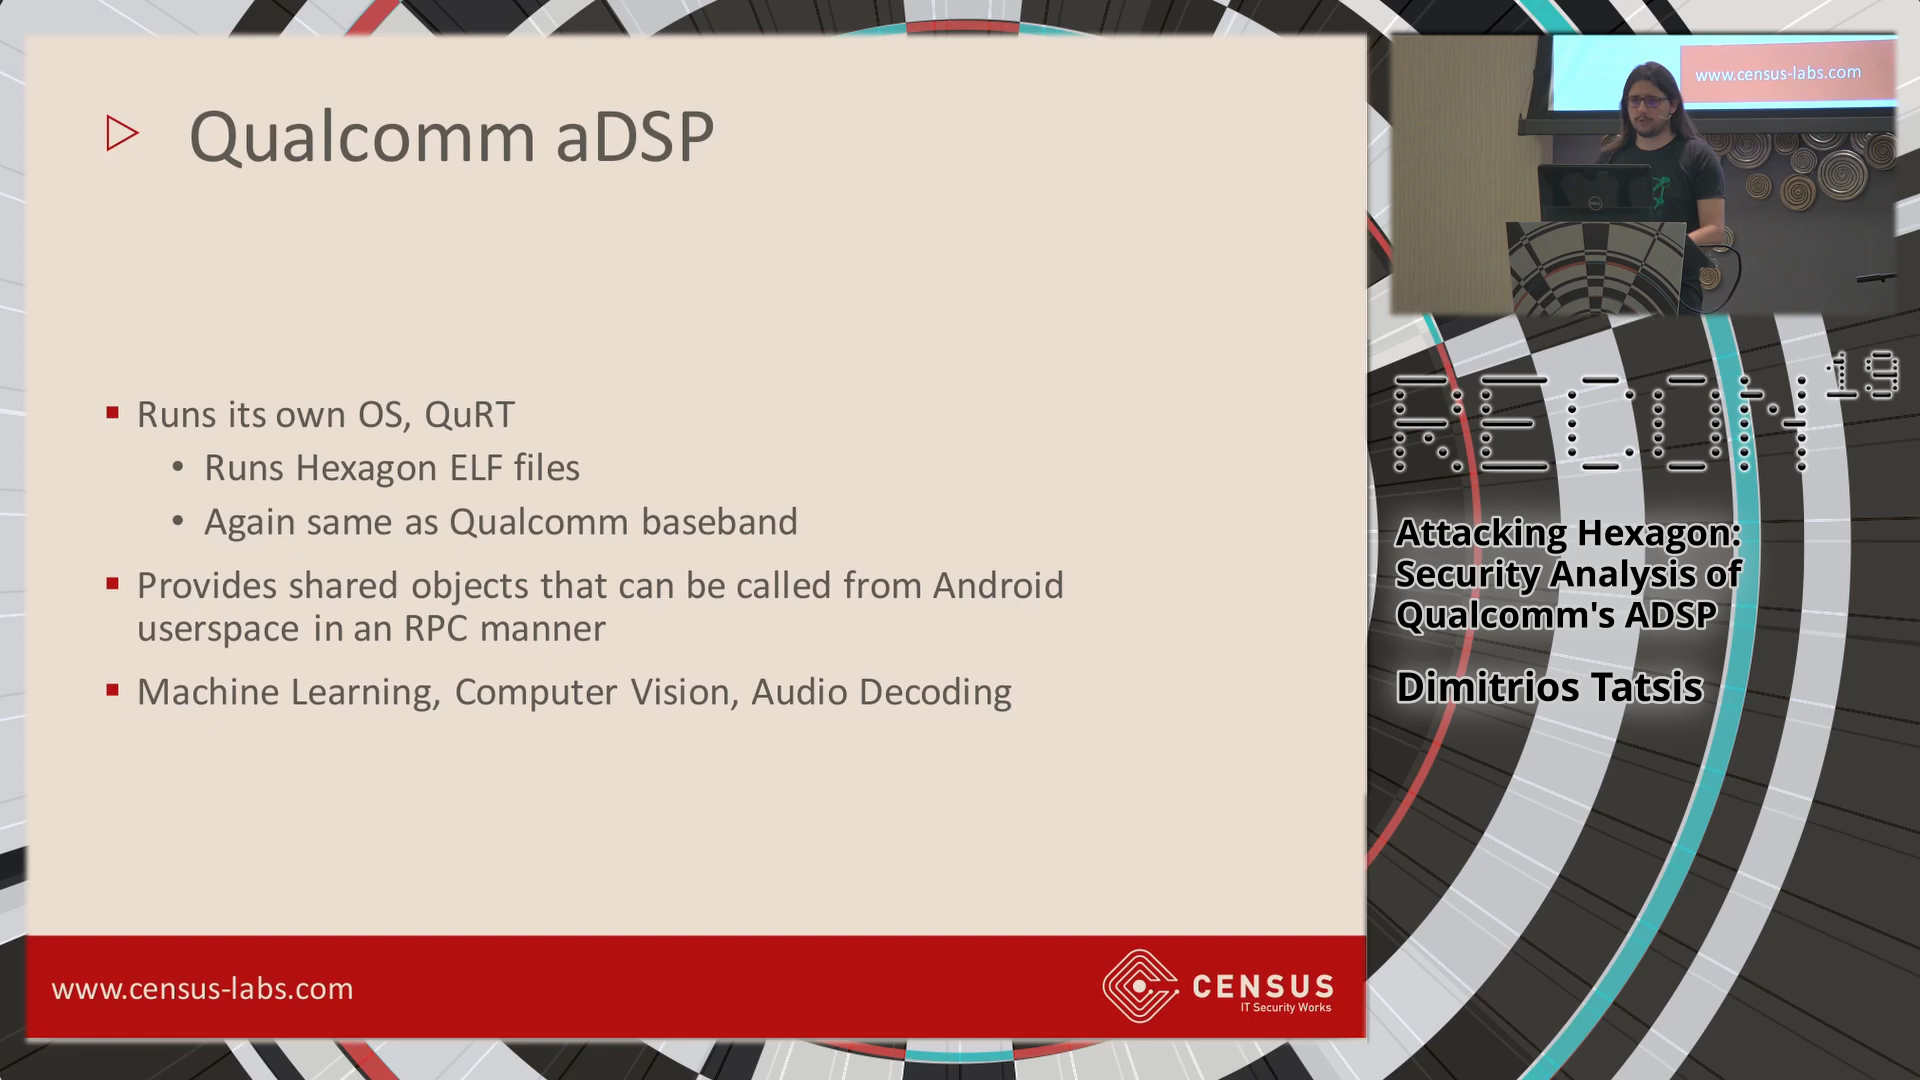 Qualcomm aDSP
Runs its own OS, QuRT
Runs Hexagon ELF files
Again same as Qualcomm baseband
Provides shared objects that can be called from Android
userspace in an RPC manner
Machine Learning, Computer Vision, Audio Decoding
www.census-labs.com
CENSUS
IT Security Works
www.census-labs.com
RECON19
Attacking Hexagon:
Security Analysis of
Qualcomm's ADSP
Dimitrios Tatsis